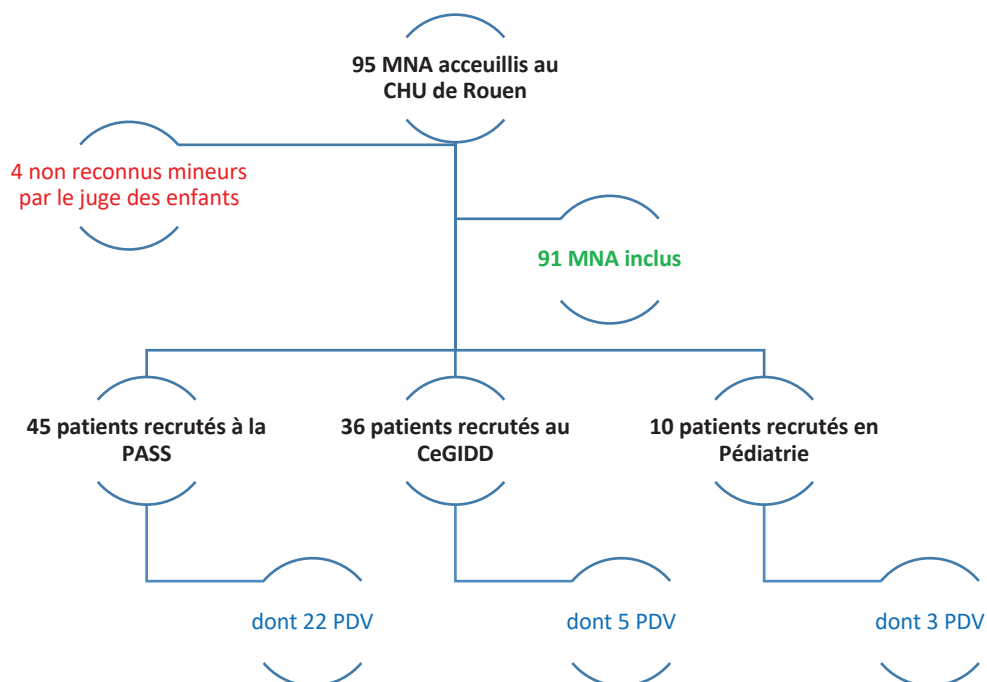 95 MNA acceuillis au
CHU de Rouen
4 non reconnus mineurs
par le juge des enfants
91 MNA inclus
45 patients recrutés à la
PASS
36 patients recrutés au
CeGIDD
10 patients recrutés en
Pédiatrie
dont 22 PDV
dont 5 PDV
dont 3 PDV